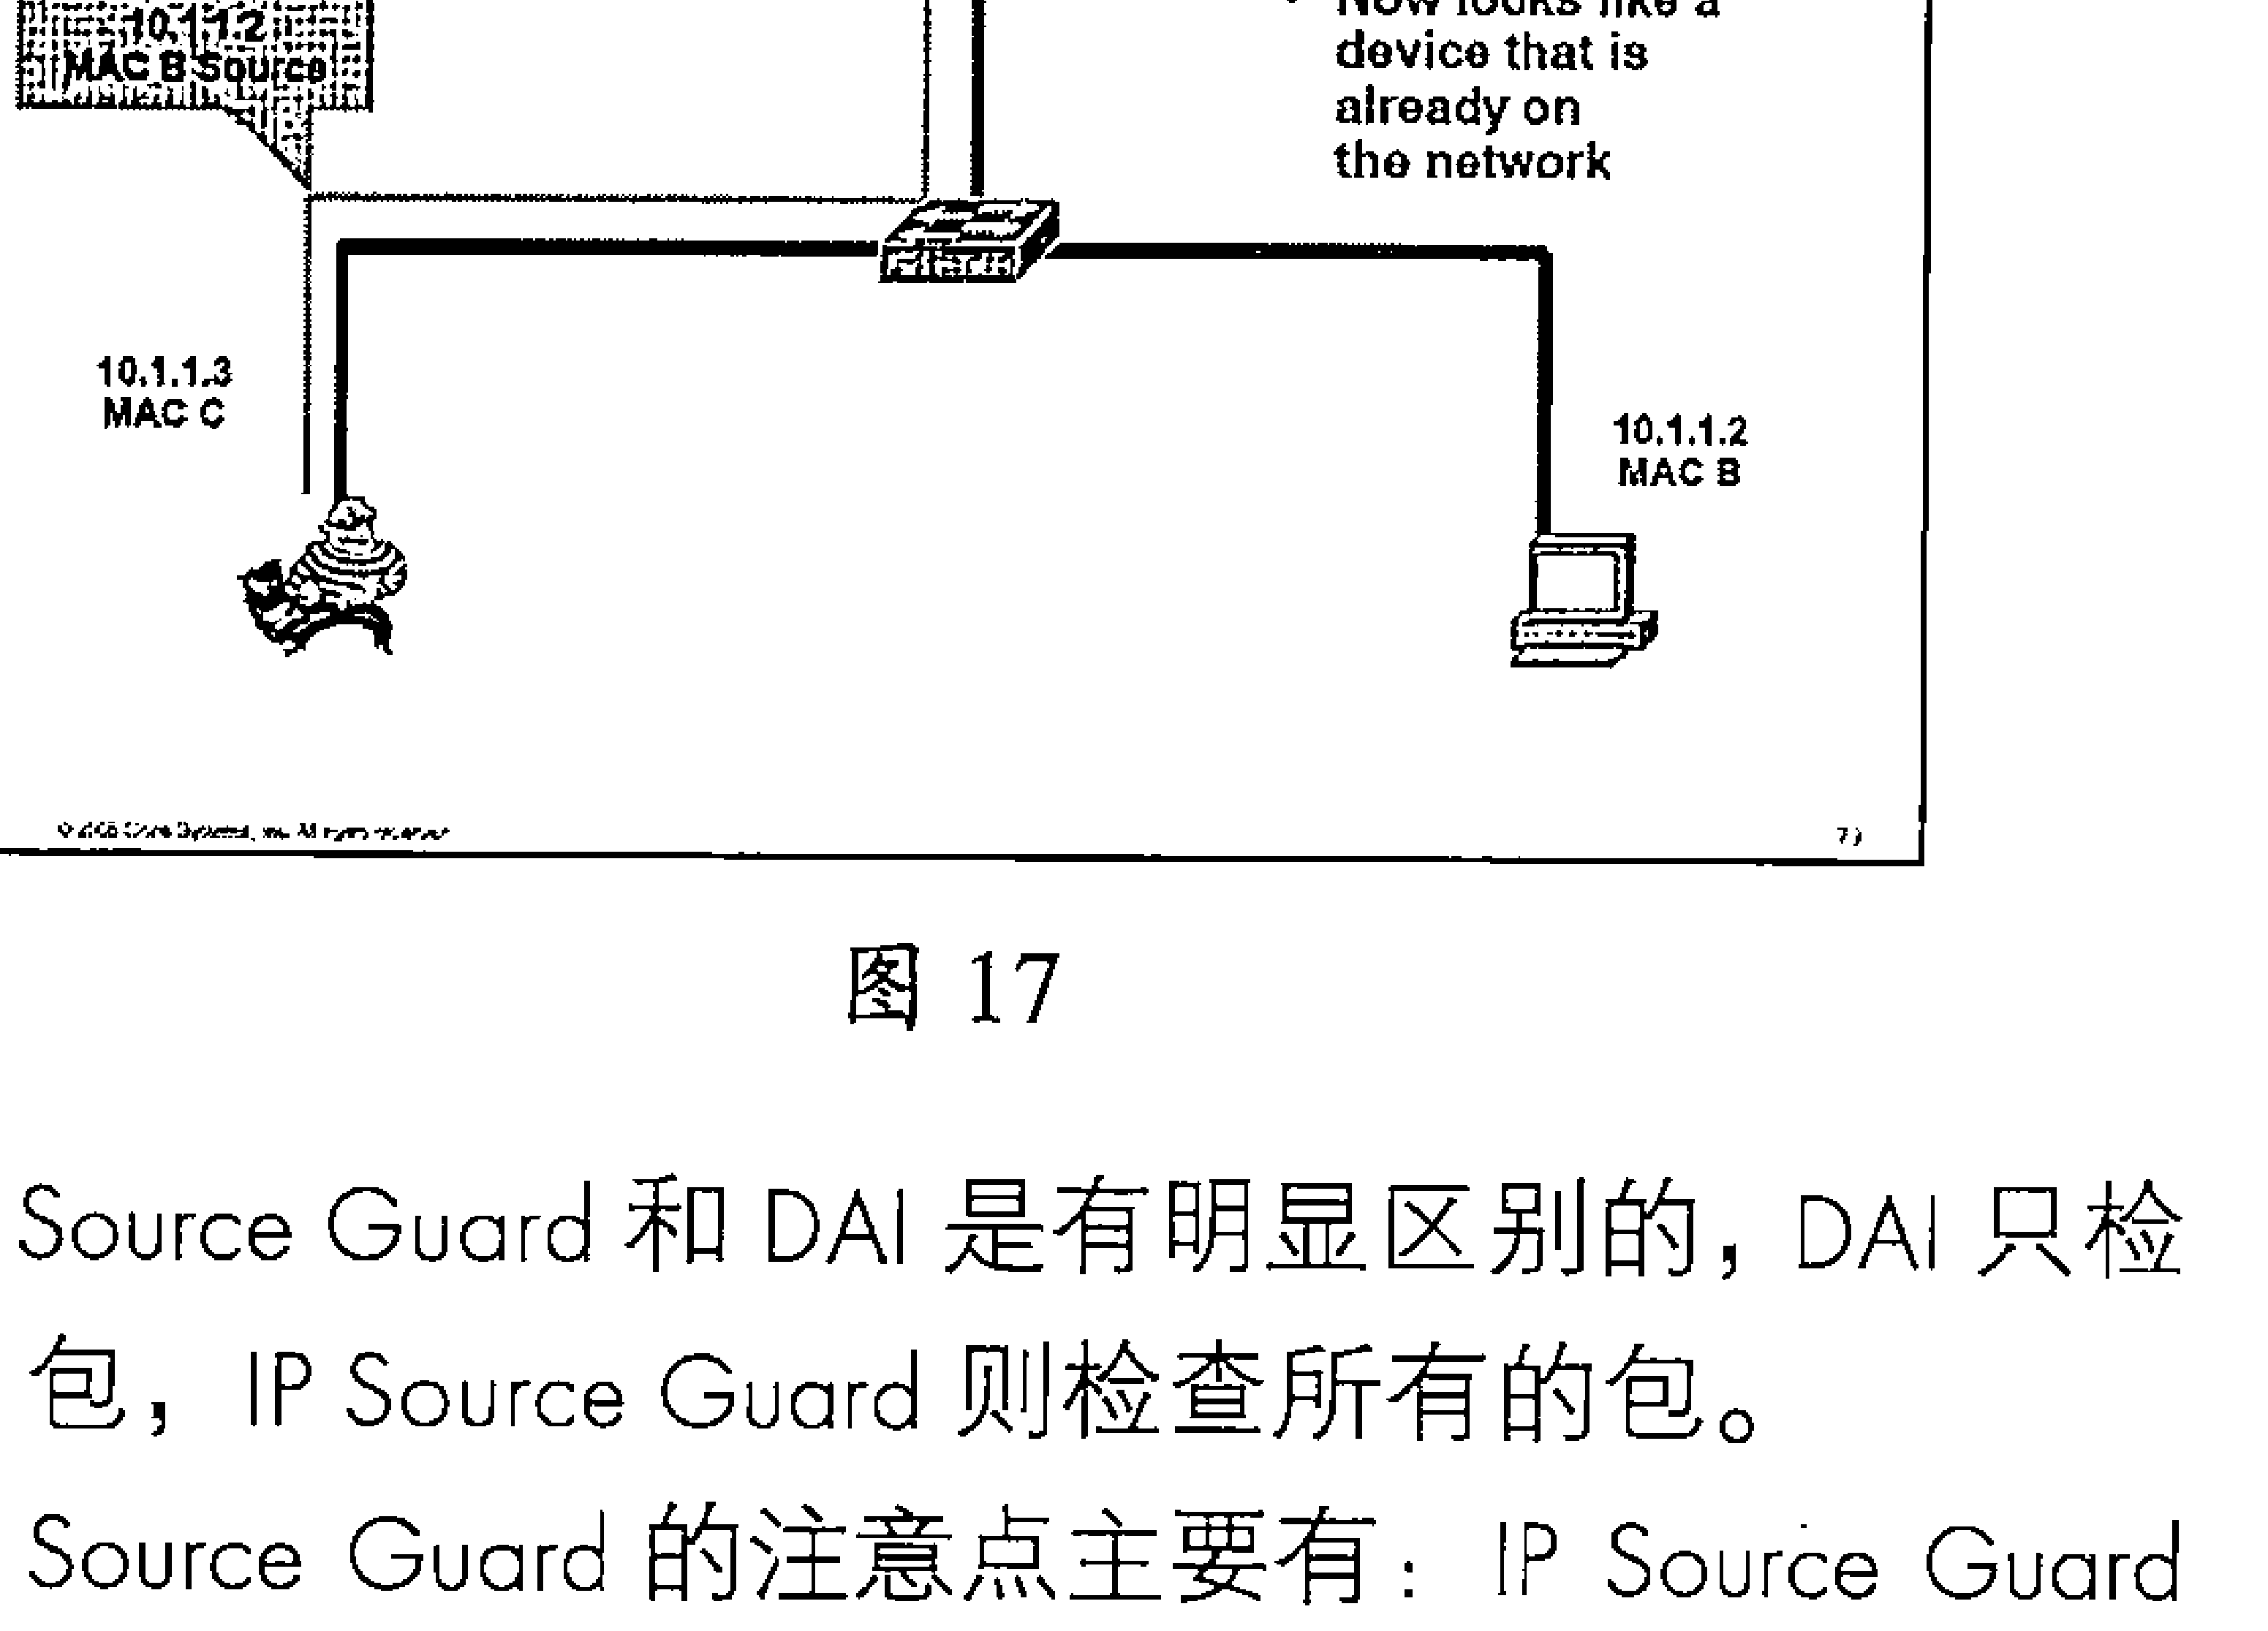 10.1.1.2
MAC B Source
Now looks like a
device that is
already on
the network
10.1.1.3
MAC C
10.1.1.2
MAC B
图 17
Source Guard 和 DAI 是有明显区别的，DAI 只检
包，IP Source Guard 则检查所有的包。
Source Guard 的注意点主要有：IP Source Guard